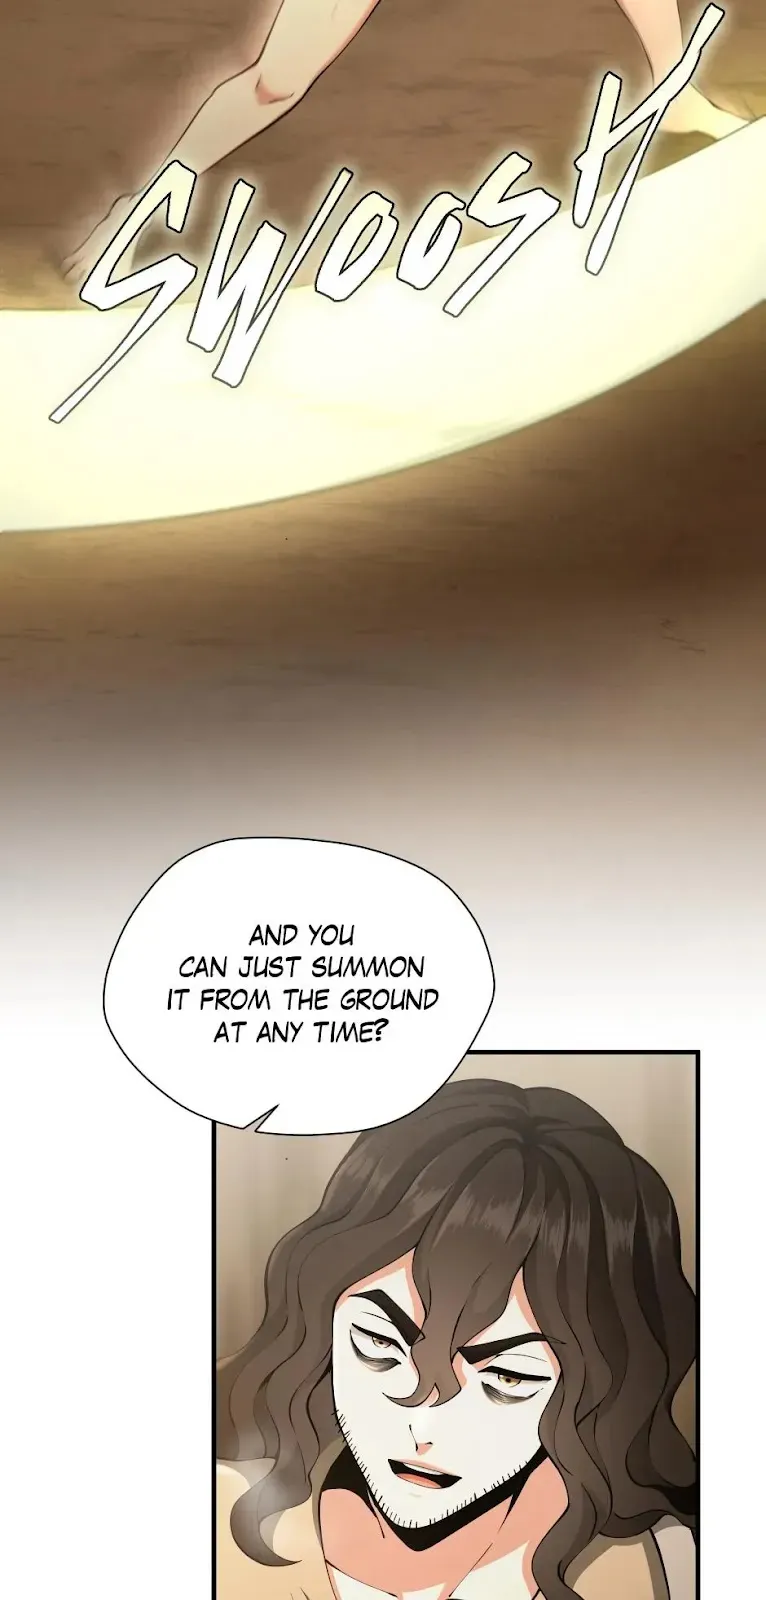 SWOOSH
AND YOU
CAN JUST SUMMON
IT FROM THE GROUND
AT ANY TIME?